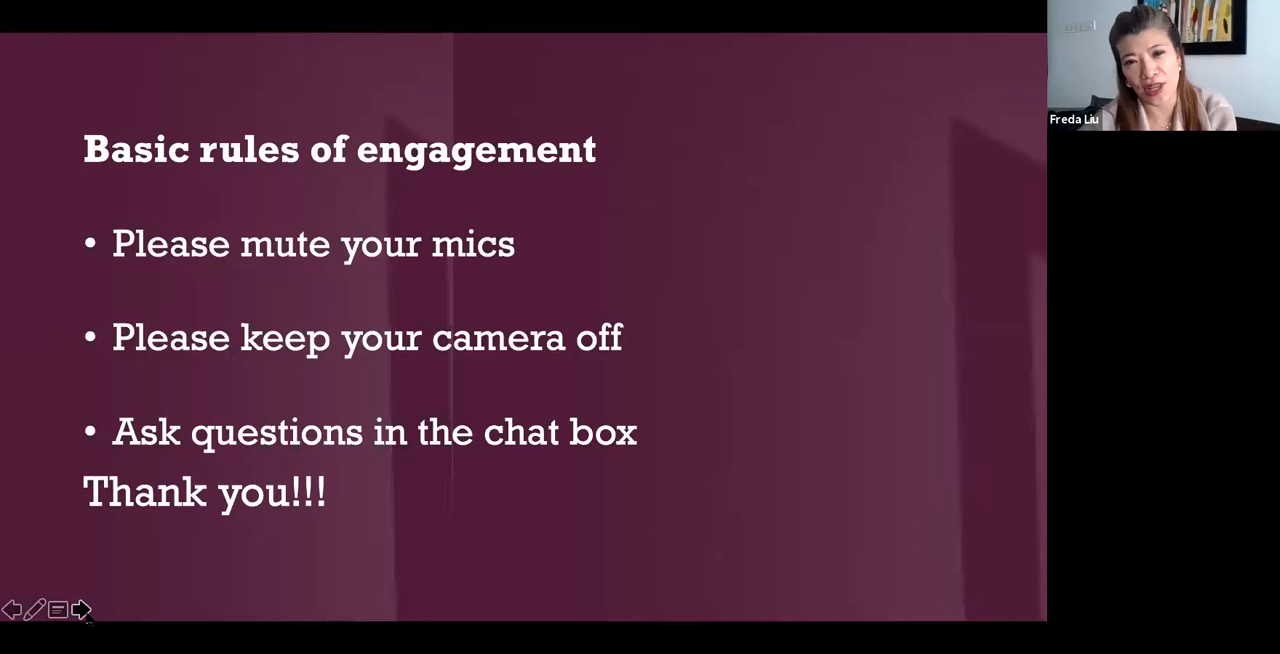 Basic rules of engagement
• Please mute your mics
• Please keep your camera off
• Ask questions in the chat box
Thank you!!!
Freda Liu